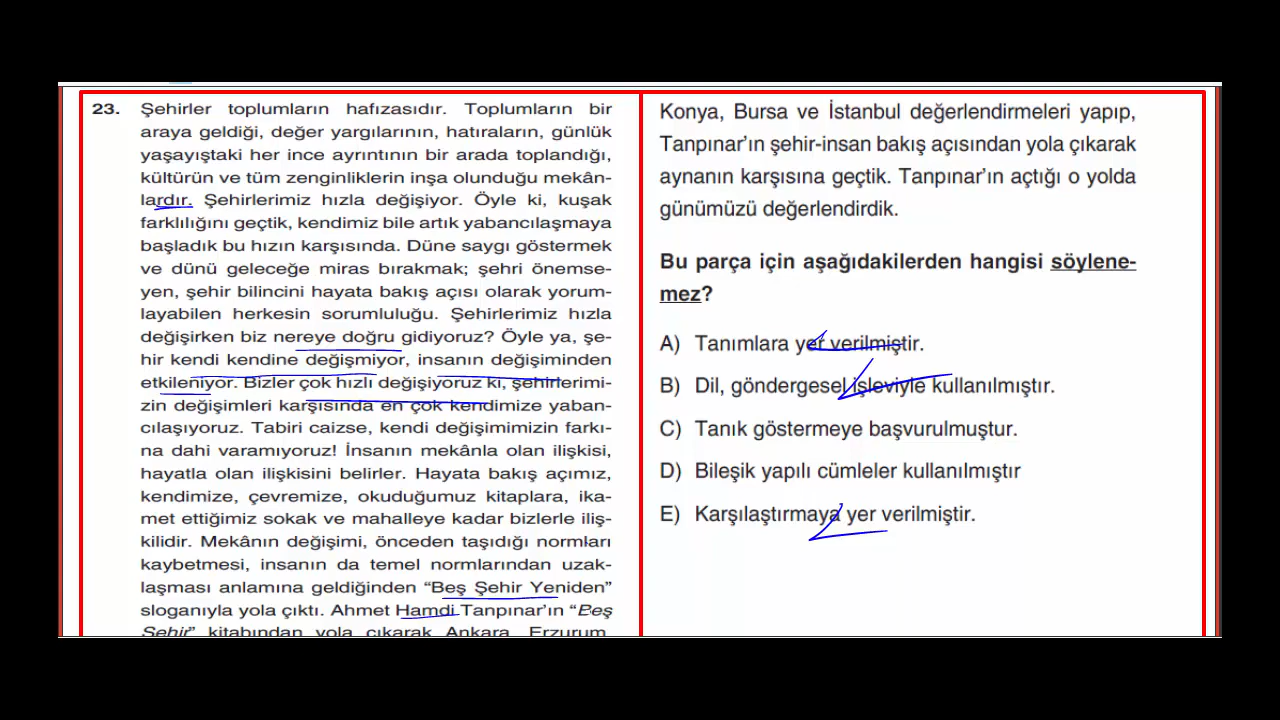 23. Şehirler toplumların hafızasıdır. Toplumların bir
araya geldiği, değer yargılarının, hatıraların, günlük
yaşayıştaki her ince ayrıntının bir arada toplandığı,
kültürün ve tüm zenginliklerin inşa olunduğu mekân-
lardır. Şehirlerimiz hızla değişiyor. Öyle ki, kuşak
farklılığını geçtik, kendimiz bile artık yabancılaşmaya
başladık bu hızın karşısında. Düne saygı göstermek
ve dünü geleceğe miras bırakmak; şehri önemse-
yen, şehir bilincini hayata bakış açısı olarak yorum-
layabilen herkesin sorumluluğu. Şehirlerimiz hızla
değişirken biz nereye doğru gidiyoruz? Öyle ya, şe-
hir kendi kendine değişmiyor, insanın değişiminden
etkileniyor. Bizler çok hızlı değişiyoruz ki, şehirlerimi-
zin değişimleri karşısında en çok kendimize yaban-
cılaşıyoruz. Tabiri caizse, kendi değişimimizin farkı-
na dahi varamıyoruz! İnsanın mekânla olan ilişkisi,
hayatla olan ilişkisini belirler. Hayata bakış açımız,
kendimize, çevremize, okuduğumuz kitaplara, ika-
met ettiğimiz sokak ve mahalleye kadar bizlerle iliş-
kilidir. Mekânın değişimi, önceden taşıdığı normları
kaybetmesi, insanın da temel normlarından uzak-
laşması anlamına geldiğinden “Beş Şehir Yeniden”
sloganıyla yola çıktı. Ahmet Hamdi Tanpınar’ın “Beş
Şehir” kitabından yola çıkarak Ankara, Erzurum,
Konya, Bursa ve İstanbul değerlendirmeleri yapıp,
Tanpınar’ın şehir-insan bakış açısından yola çıkarak
aynanın karşısına geçtik. Tanpınar’ın açtığı o yolda
günümüzü değerlendirdik.
Bu parça için aşağıdakilerden hangisi söylene-
mez?
A) Tanımlara yer verilmiştir.
B) Dil, göndergesel işleviyle kullanılmıştır.
C) Tanık göstermeye başvurulmuştur.
D) Bileşik yapılı cümleler kullanılmıştır
E) Karşılaştırmaya yer verilmiştir.